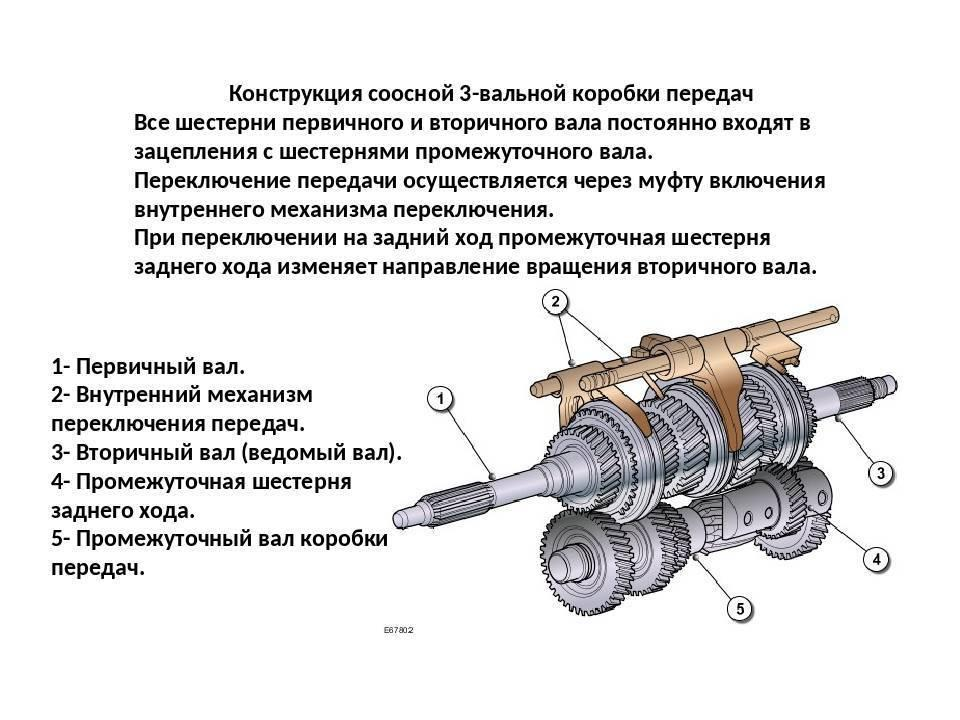 Конструкция соосной 3-вальной коробки передач
Все шестерни первичного и вторичного вала постоянно входят в
зацепления с шестернями промежуточного вала.
Переключение передачи осуществляется через муфту включения
внутреннего механизма переключения.
При переключении на задний ход промежуточная шестерня
заднего хода изменяет направление вращения вторичного вала.
1- Первичный вал.
2- Внутренний механизм
переключения передач.
3- Вторичный вал (ведомый вал).
4- Промежуточная шестерня
заднего хода.
5- Промежуточный вал коробки
передач.
2
1
3
4
5
E67802